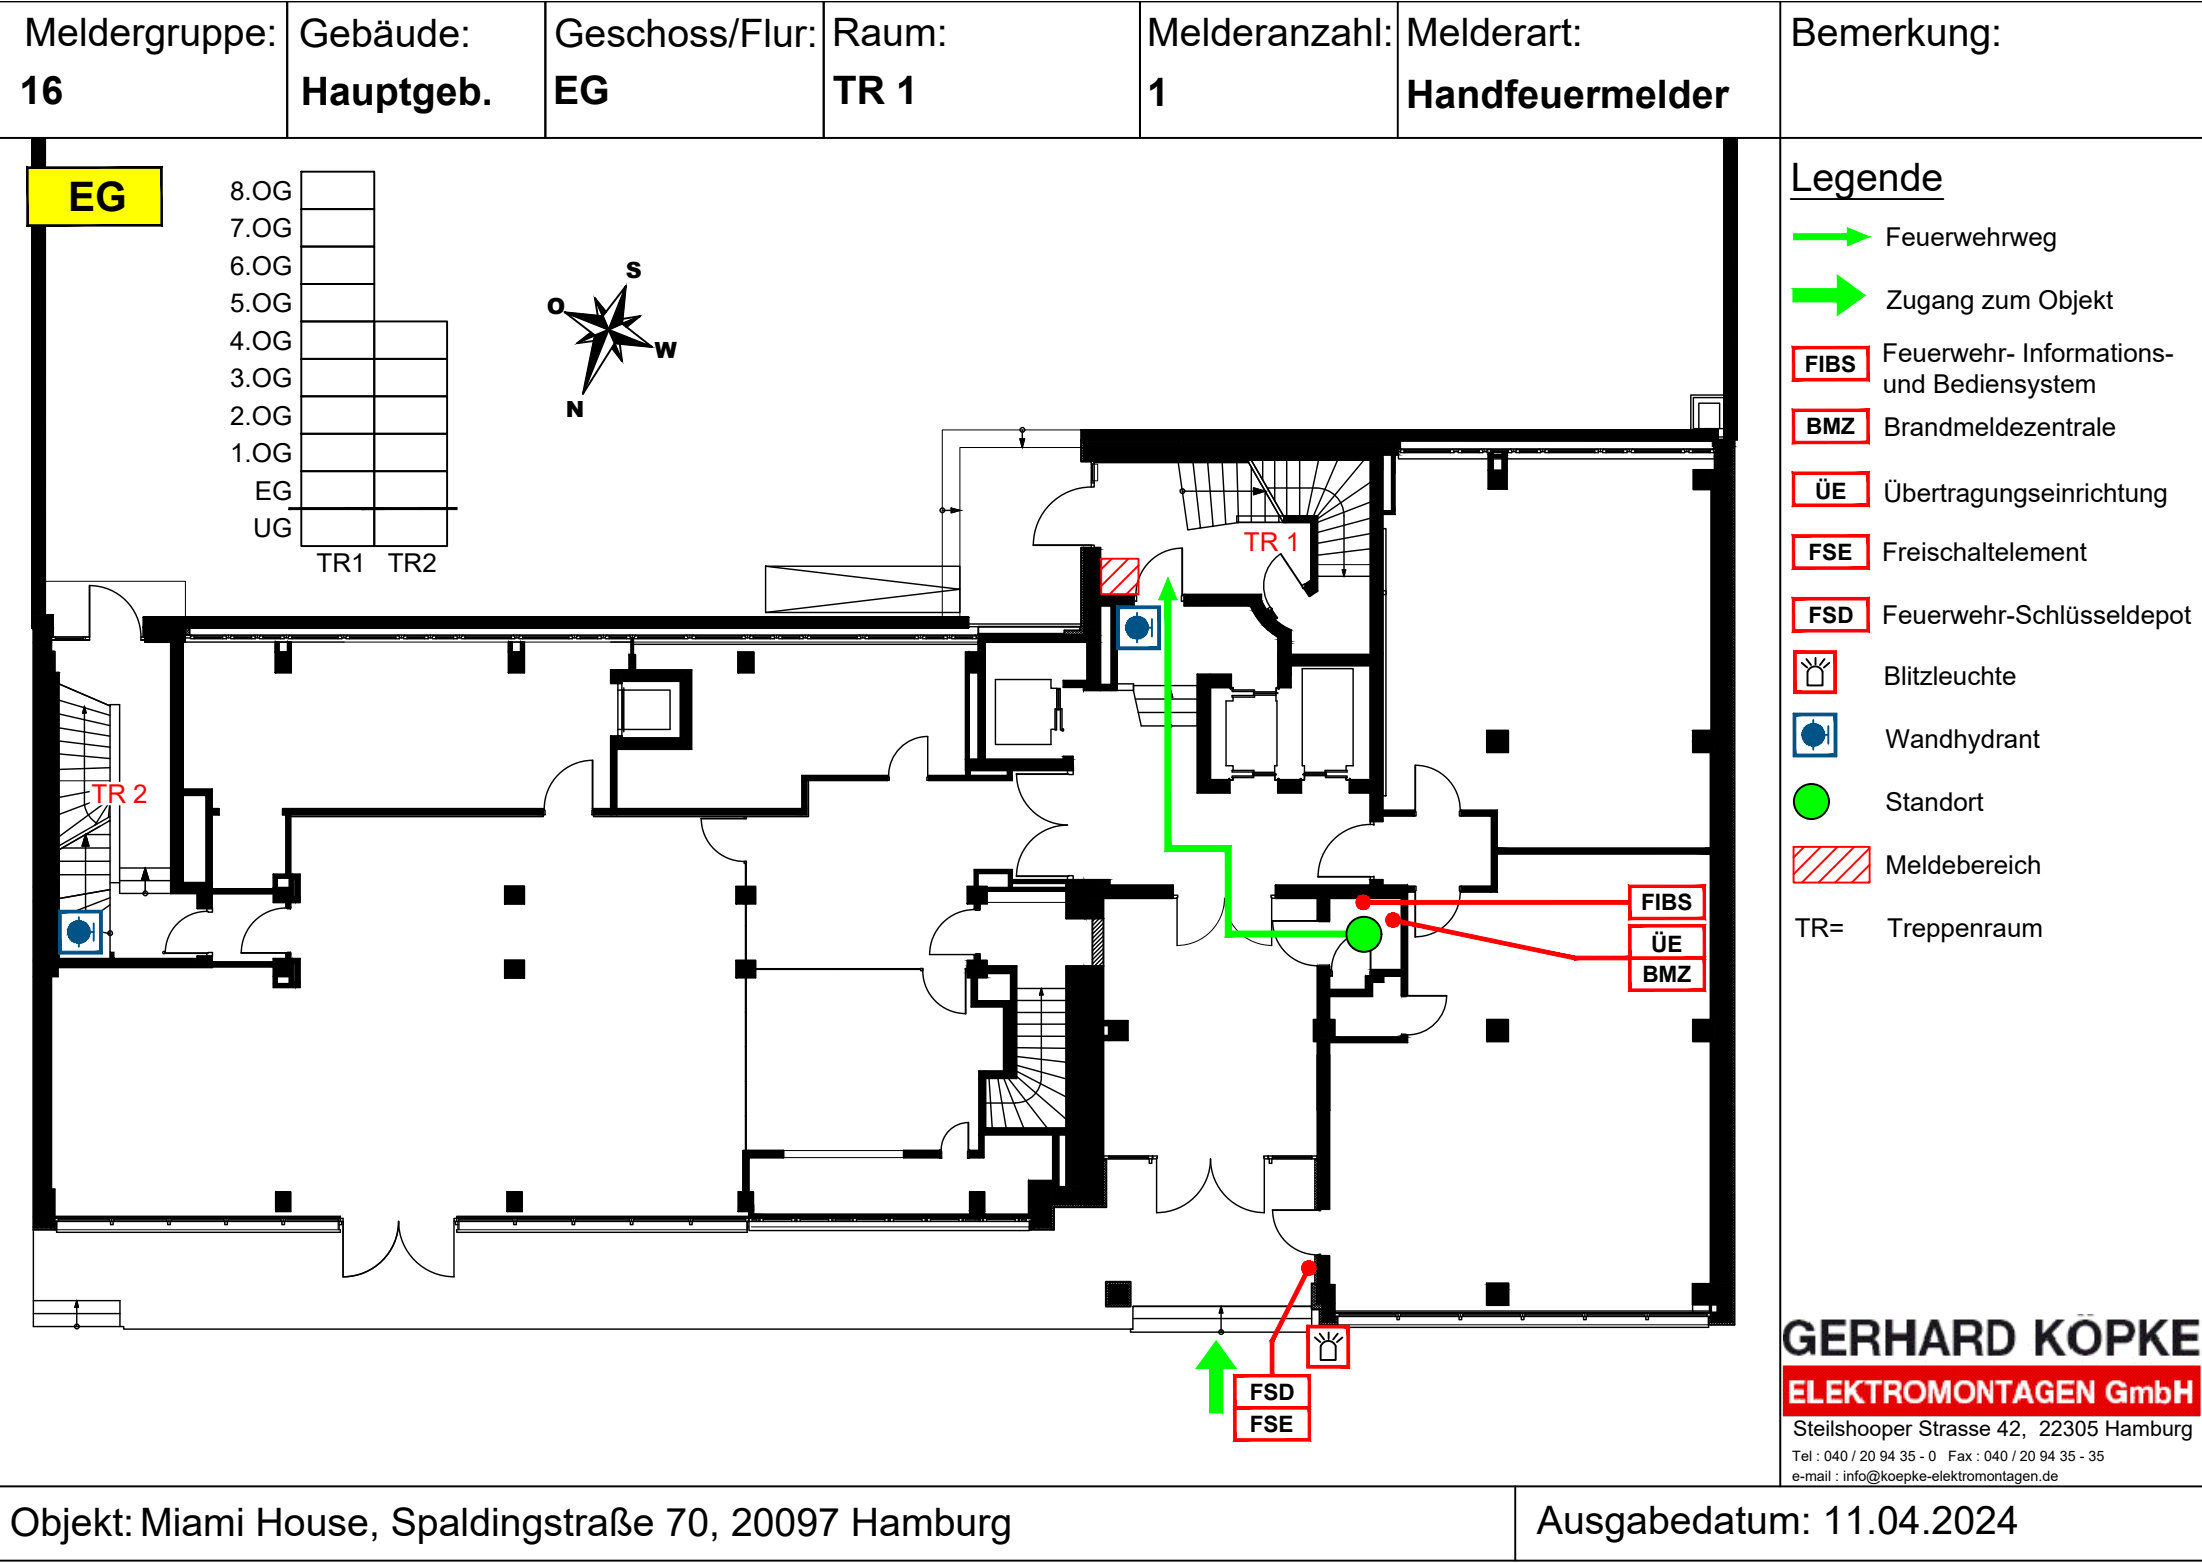 Meldergruppe: Gebäude: Geschoss/Flur: Raum: Melderanzahl: Melderart: Bemerkung:
16 Hauptgeb. EG TR 1 1 Handfeuermelder
EG
8.OG
7.OG
6.OG
5.OG
4.OG
3.OG
2.OG
1.OG
EG
UG
TR1 TR2
S
O
W
N
TR 1
TR 2
FIBS
ÜE
BMZ
FSD
FSE
Legende
Feuerwehrweg
Zugang zum Objekt
FIBS Feuerwehr- Informations-
und Bediensystem
BMZ Brandmeldezentrale
ÜE Übertragungseinrichtung
FSE Freischaltelement
FSD Feuerwehr-Schlüsseldepot
Blitzleuchte
Wandhydrant
Standort
Meldebereich
TR= Treppenraum
GERHARD KÖPKE
ELEKTROMONTAGEN GmbH
Steilshooper Strasse 42, 22305 Hamburg
Tel : 040 / 20 94 35 - 0 Fax : 040 / 20 94 35 - 35
e-mail : info@koepke-elektromontagen.de
Objekt: Miami House, Spaldingstraße 70, 20097 Hamburg
Ausgabedatum: 11.04.2024